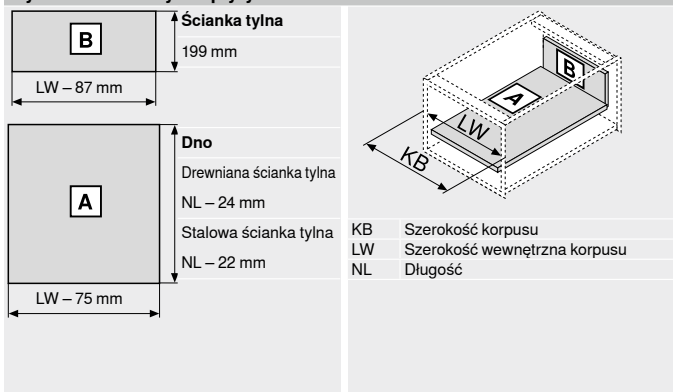 Ścianka tylna
B
199 mm
LW – 87 mm
Dno
Drewniana ścianka tylna
NL – 24 mm
A
Stalowa ścianka tylna
NL – 22 mm
LW – 75 mm
B
A
LW
KB
KB Szerokość korpusu
LW Szerokość wewnętrzna korpusu
NL Długość